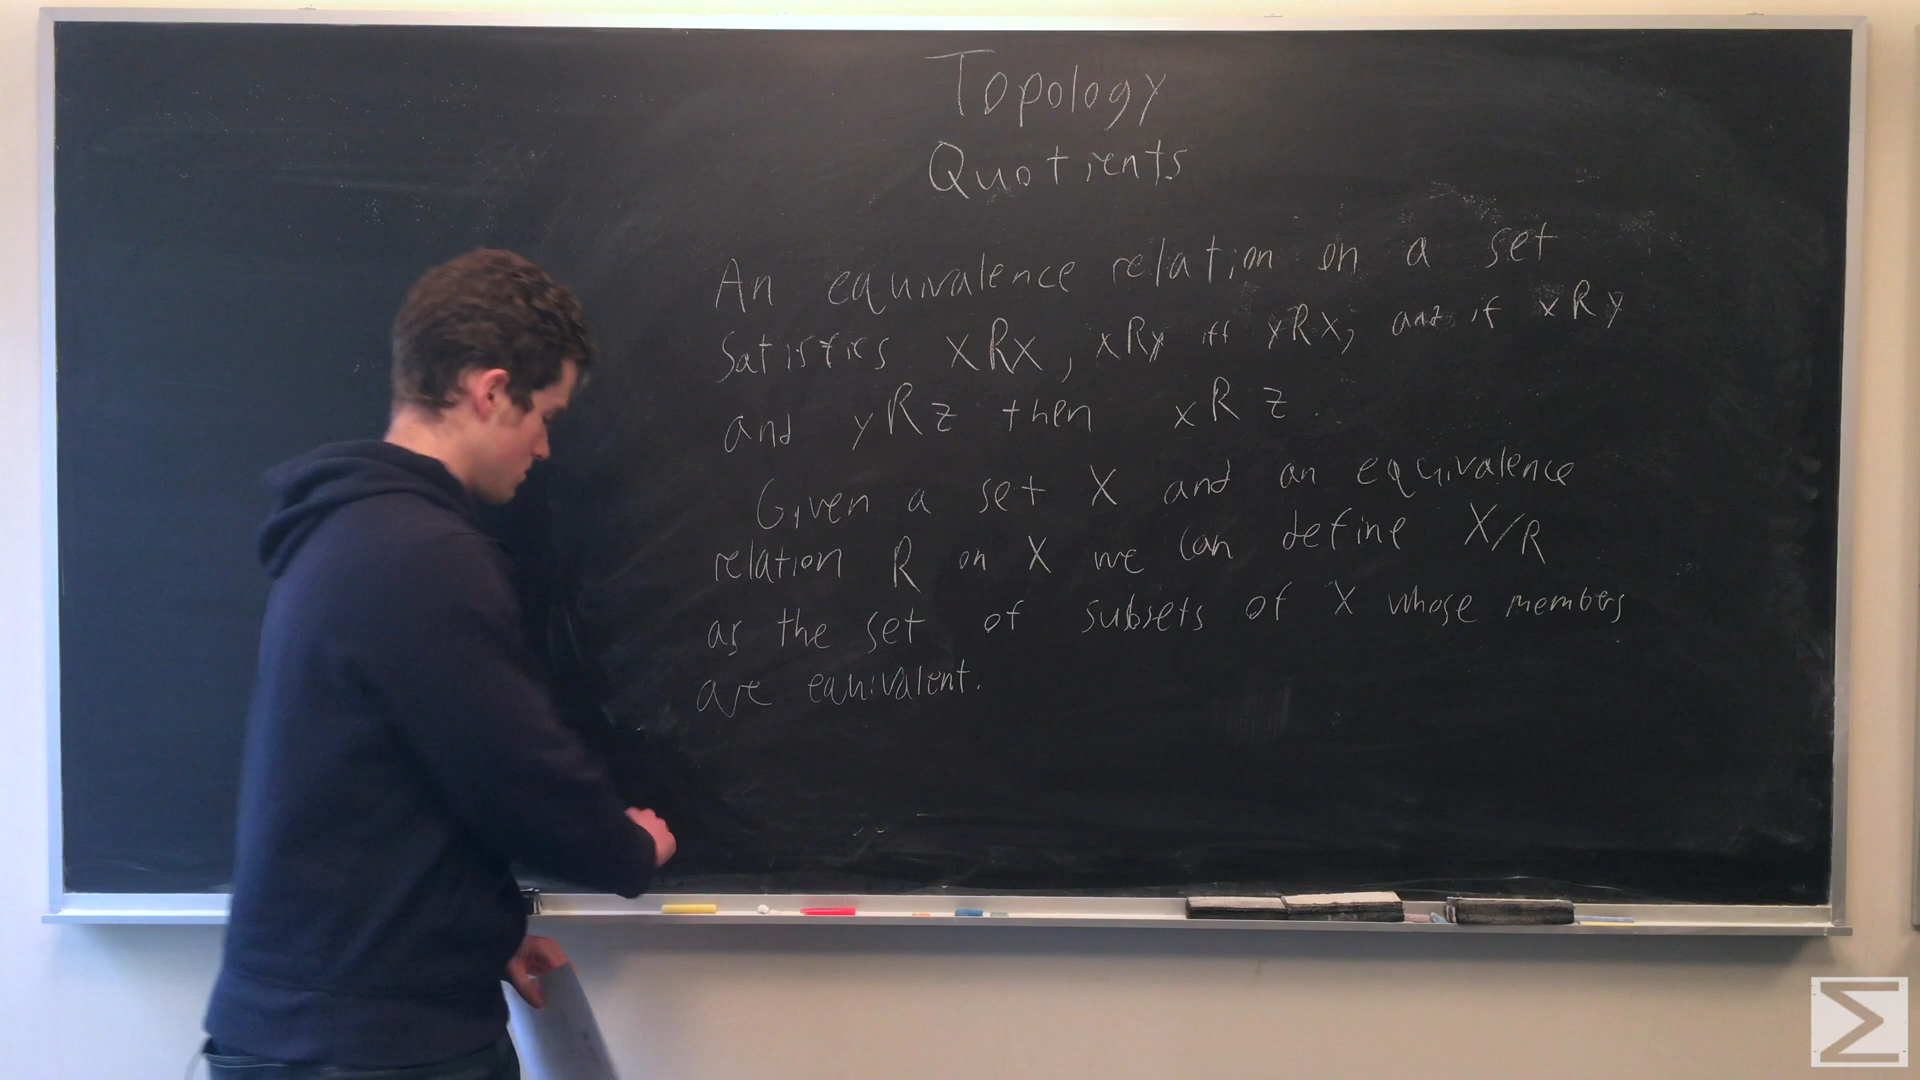 Topology
Quotients
An equivalence relation on a set
satisfies xRx, xRy iff yRx, and if xRy
and yRz then xRz.
Given a set X and an equivalence
relation R on X we can define X/R
as the set of subsets of X whose members
are equivalent.
Σ